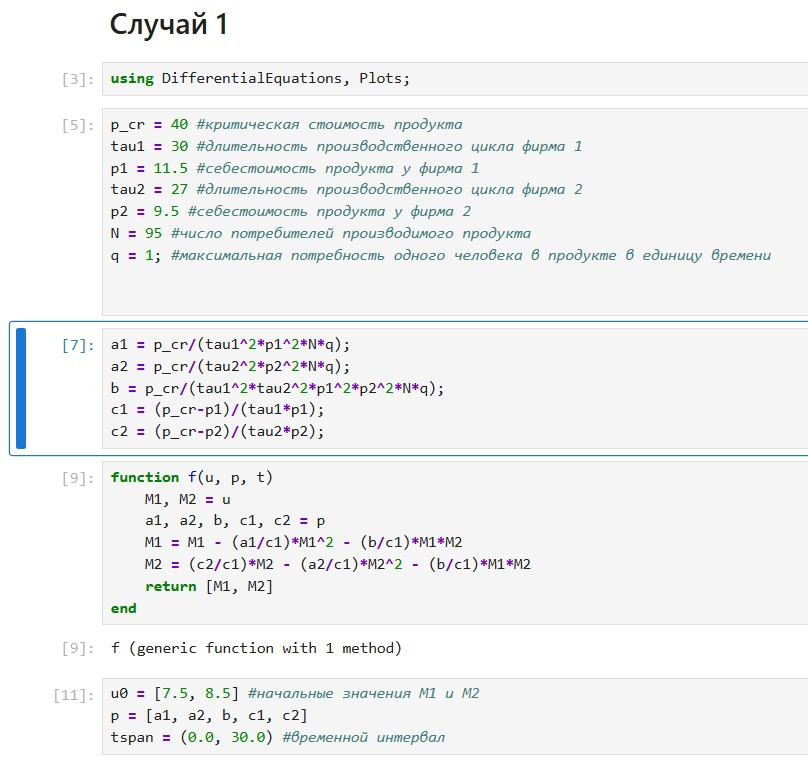 Случай 1
[3]: using DifferentialEquations, Plots;
[5]: p_cr = 40 #критическая стоимость продукта
tau1 = 30 #длительность производственного цикла фирма 1
p1 = 11.5 #себестоимость продукта у фирма 1
tau2 = 27 #длительность производственного цикла фирма 2
p2 = 9.5 #себестоимость продукта у фирма 2
N = 95 #число потребителей производимого продукта
q = 1; #максимальная потребность одного человека в продукте в единицу времени
[7]: a1 = p_cr/(tau1^2*p1^2*N*q);
a2 = p_cr/(tau2^2*p2^2*N*q);
b = p_cr/(tau1^2*tau2^2*p1^2*p2^2*N*q);
c1 = (p_cr-p1)/(tau1*p1);
c2 = (p_cr-p2)/(tau2*p2);
[9]: function f(u, p, t)
    M1, M2 = u
    a1, a2, b, c1, c2 = p
    M1 = M1 - (a1/c1)*M1^2 - (b/c1)*M1*M2
    M2 = (c2/c1)*M2 - (a2/c1)*M2^2 - (b/c1)*M1*M2
    return [M1, M2]
end
[9]: f (generic function with 1 method)
[11]: u0 = [7.5, 8.5] #начальные значения M1 и M2
p = [a1, a2, b, c1, c2]
tspan = (0.0, 30.0) #временной интервал